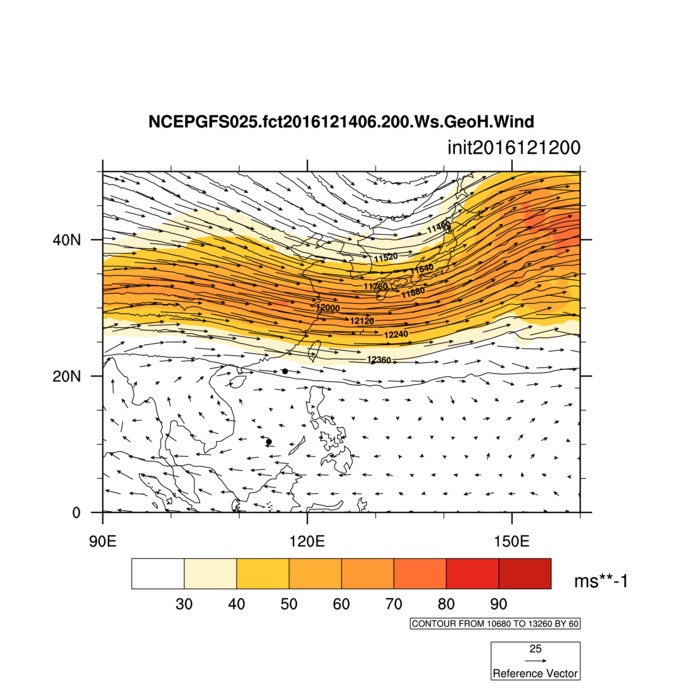 NCEPGFS025.fct2016121406.200.Ws.GeoH.Wind
init2016121200
40N
20N
0
11460
11520
11640
11760
11880
12000
12120
12240
12360
90E 120E 150E
30 40 50 60 70 80 90
ms**-1
CONTOUR FROM 10680 TO 13260 BY 60
25
Reference Vector